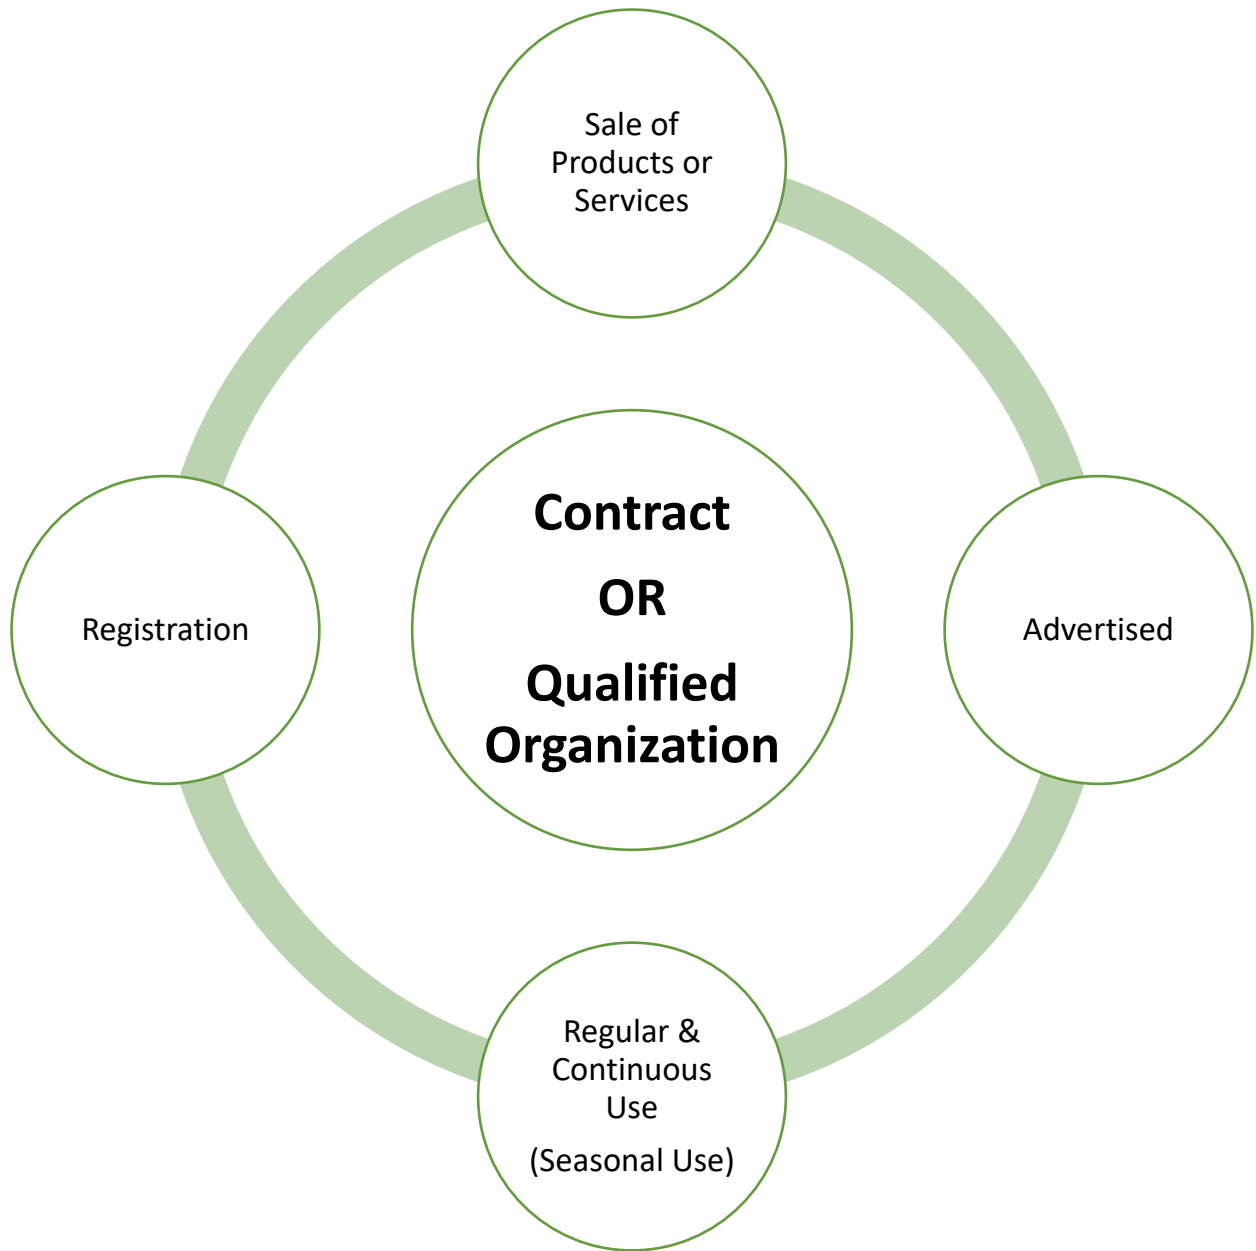 Sale of
Products or
Services
Contract
OR
Qualified
Organization
Registration
Advertised
Regular &
Continuous
Use
(Seasonal Use)